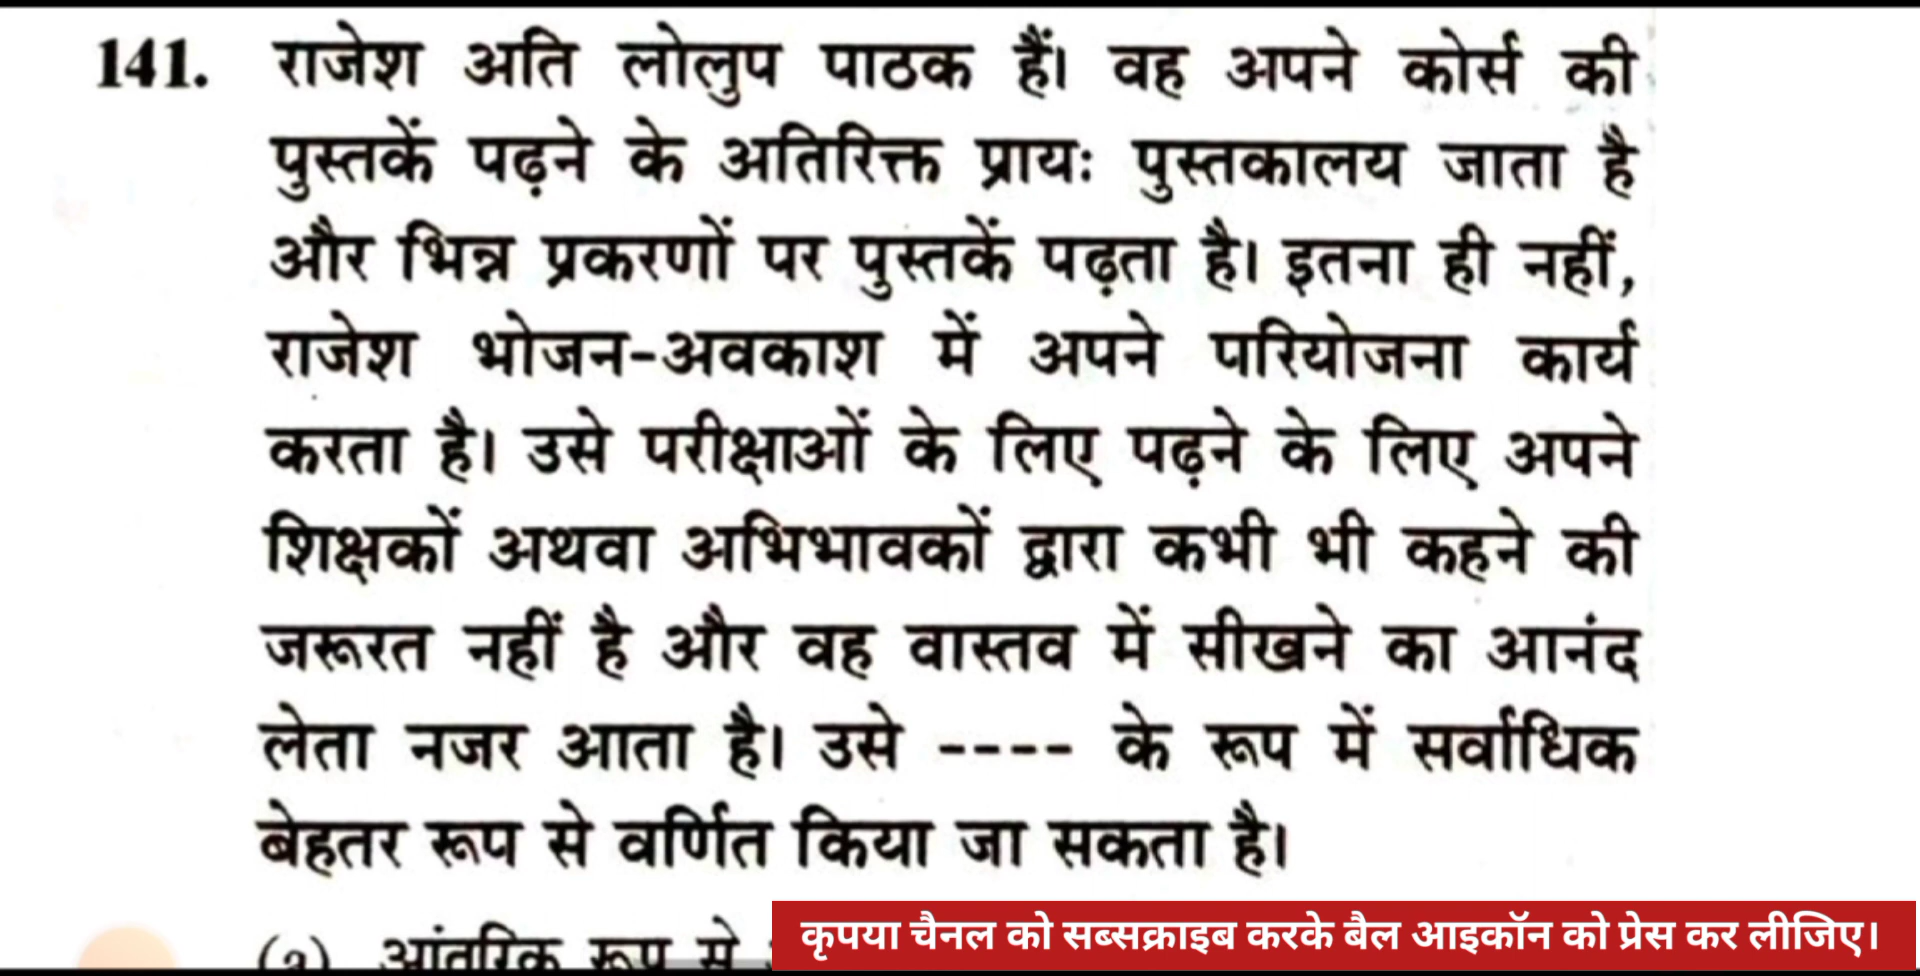 141. राजेश अति लोलुप पाठक हैं। वह अपने कोर्स की
पुस्तकें पढ़ने के अतिरिक्त प्रायः पुस्तकालय जाता है
और भिन्न प्रकरणों पर पुस्तकें पढ़ता है। इतना ही नहीं,
राजेश भोजन-अवकाश में अपने परियोजना कार्य
करता है। उसे परीक्षाओं के लिए पढ़ने के लिए अपने
शिक्षकों अथवा अभिभावकों द्वारा कभी भी कहने की
जरूरत नहीं है और वह वास्तव में सीखने का आनंद
लेता नजर आता है। उसे ---- के रूप में सर्वाधिक
बेहतर रूप से वर्णित किया जा सकता है।
आंतरिक रूप से
कृपया चैनल को सब्सक्राइब करके बैल आइकॉन को प्रेस कर लीजिए।